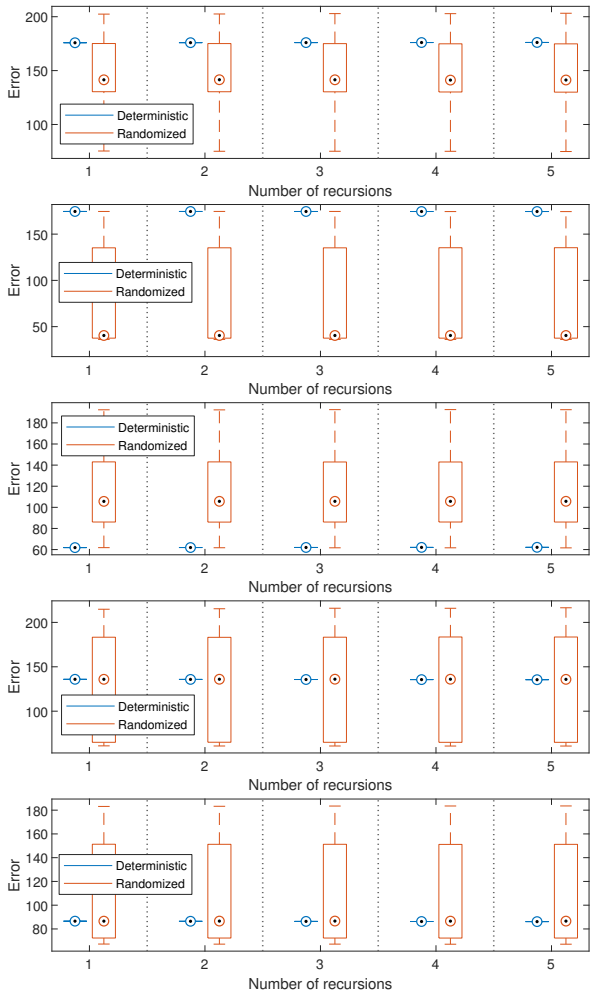 200
150
100
Error
Deterministic
Randomized
1 2 3 4 5
Number of recursions
150
100
50
Error
Deterministic
Randomized
1 2 3 4 5
Number of recursions
180
160
140
120
100
80
60
Error
Deterministic
Randomized
1 2 3 4 5
Number of recursions
200
150
100
Error
Deterministic
Randomized
1 2 3 4 5
Number of recursions
180
160
140
120
100
80
Error
Deterministic
Randomized
1 2 3 4 5
Number of recursions